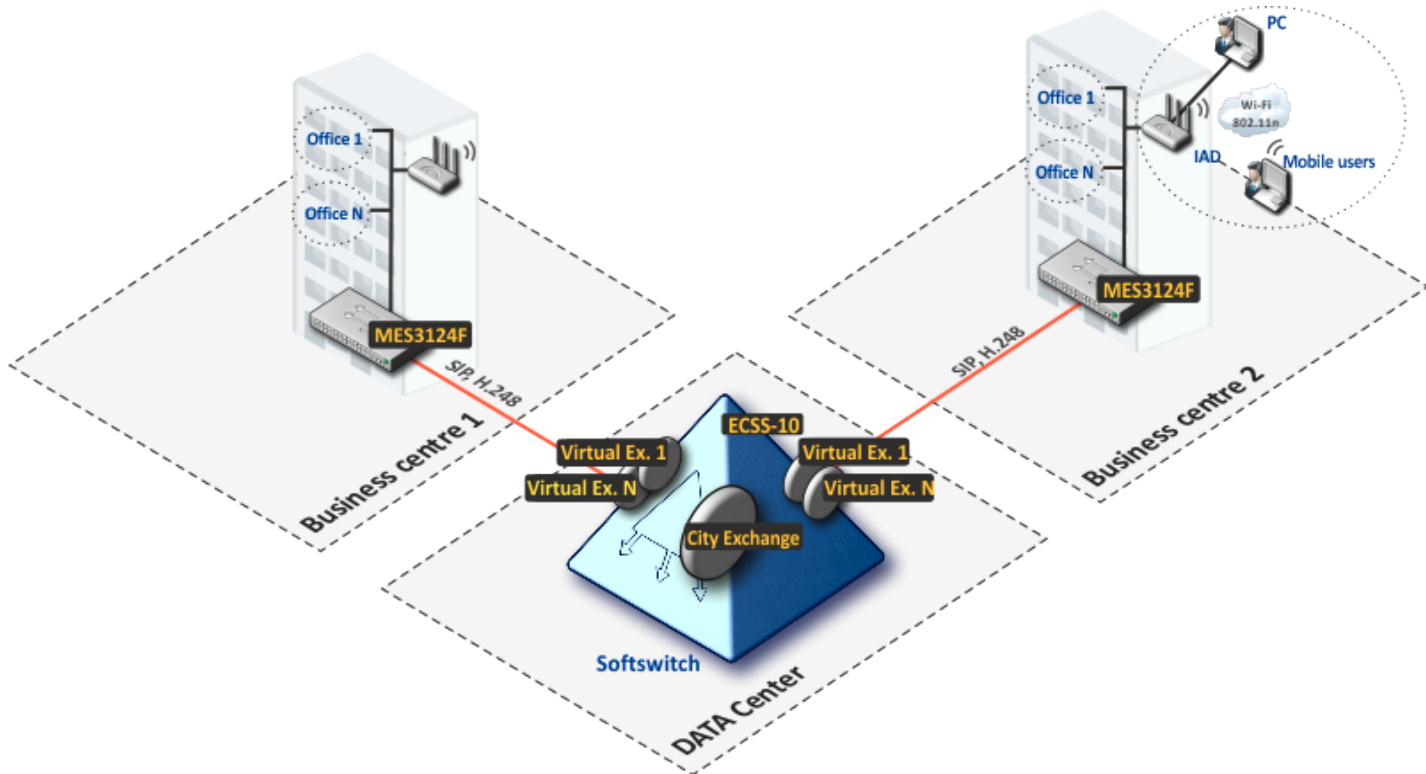 PC
Office 1
Wi-Fi
802.11n
Office 1
IAD
Mobile users
Office N
Office N
MES3124F
MES3124F
SIP, H.248
SIP, H.248
Business centre 1
Business centre 2
ECSS-10
Virtual Ex. 1
Virtual Ex. 1
Virtual Ex. N
Virtual Ex. N
City Exchange
Softswitch
DATA Center